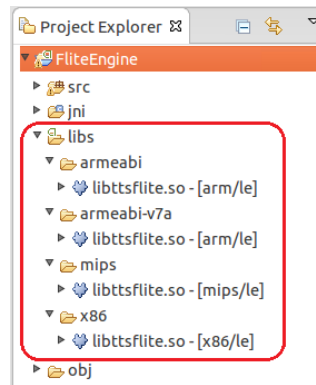 Project Explorer
FliteEngine
src
jni
libs
armeabi
libttsflite.so - [arm/le]
armeabi-v7a
libttsflite.so - [arm/le]
mips
libttsflite.so - [mips/le]
x86
libttsflite.so - [x86/le]
obj